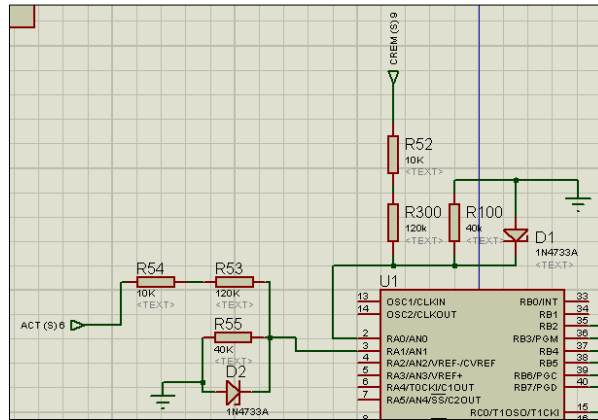 CREM (S) 9
R52
10K
<TEXT>
R300
120k
<TEXT>
R100
40k
<TEXT>
D1
1N4733A
<TEXT>
R54
10K
<TEXT>
R53
120K
<TEXT>
ACT (S) 6
R55
40K
<TEXT>
D2
1N4733A
U1
13 OSC1/CLKIN RB0/INT 33
14 OSC2/CLKOUT RB1 34
RB2 35
2 RA0/AN0 RB3/PGM 36
3 RA1/AN1 RB4 37
4 RA2/AN2/VREF-/CVREF RB5 38
5 RA3/AN3/VREF+ RB6/PGC 39
6 RA4/T0CKI/C1OUT RB7/PGD 40
7 RA5/AN4/SS/C2OUT
RC0/T1OSO/T1CKI 15